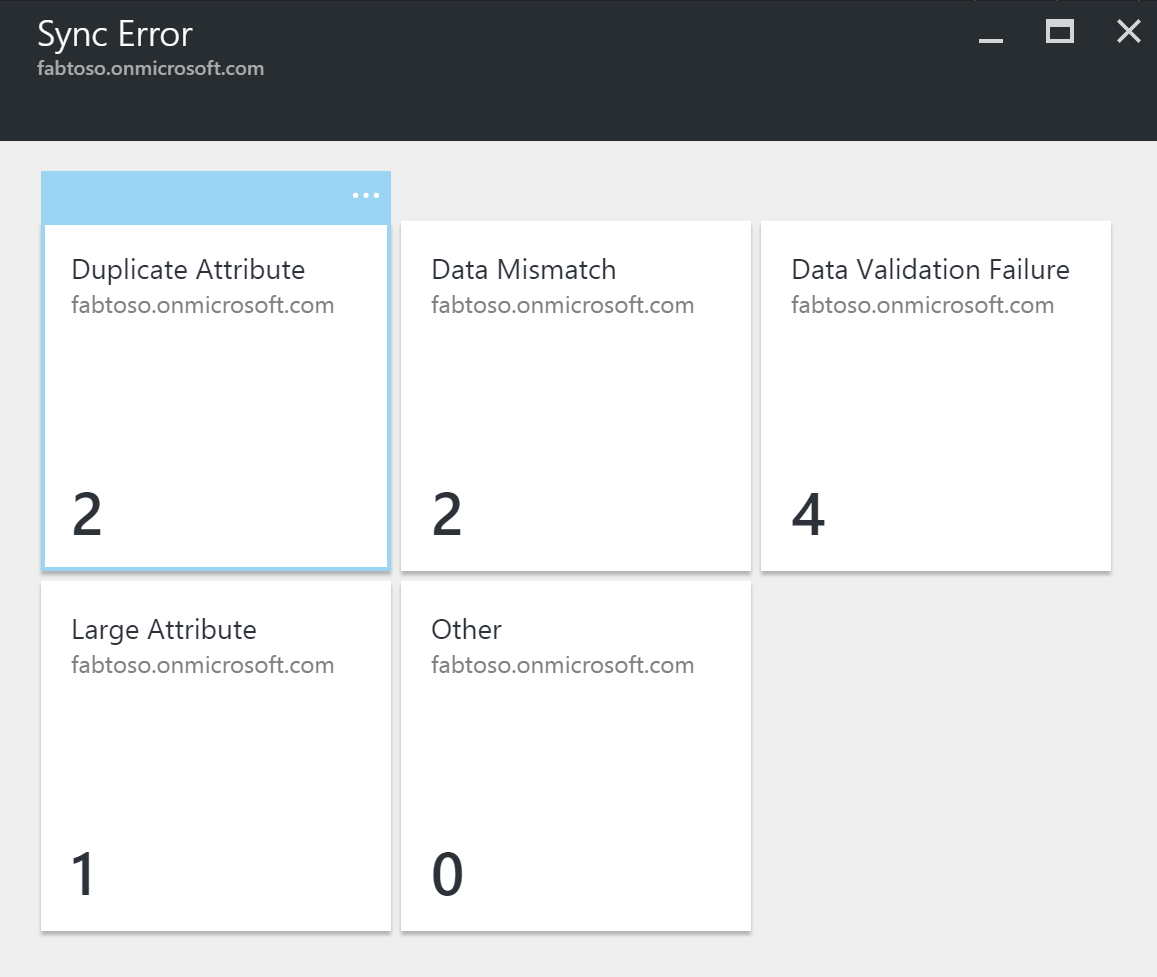 Sync Error
fabtoso.onmicrosoft.com
Duplicate Attribute
fabtoso.onmicrosoft.com
2
Data Mismatch
fabtoso.onmicrosoft.com
2
Data Validation Failure
fabtoso.onmicrosoft.com
4
Large Attribute
fabtoso.onmicrosoft.com
1
Other
fabtoso.onmicrosoft.com
0